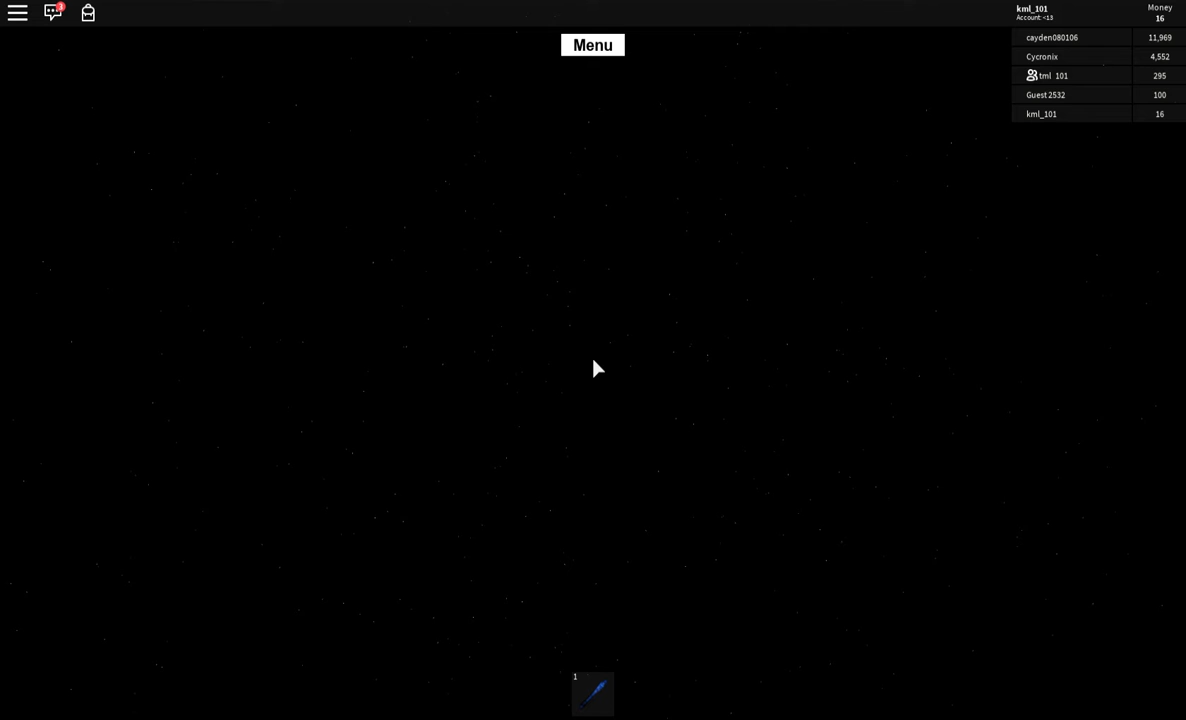 3
kml_101
Account: <13
Money
16
Menu
cayden080106 11,969
Cycronix 4,552
tml_101 295
Guest 2532 100
kml_101 16
1